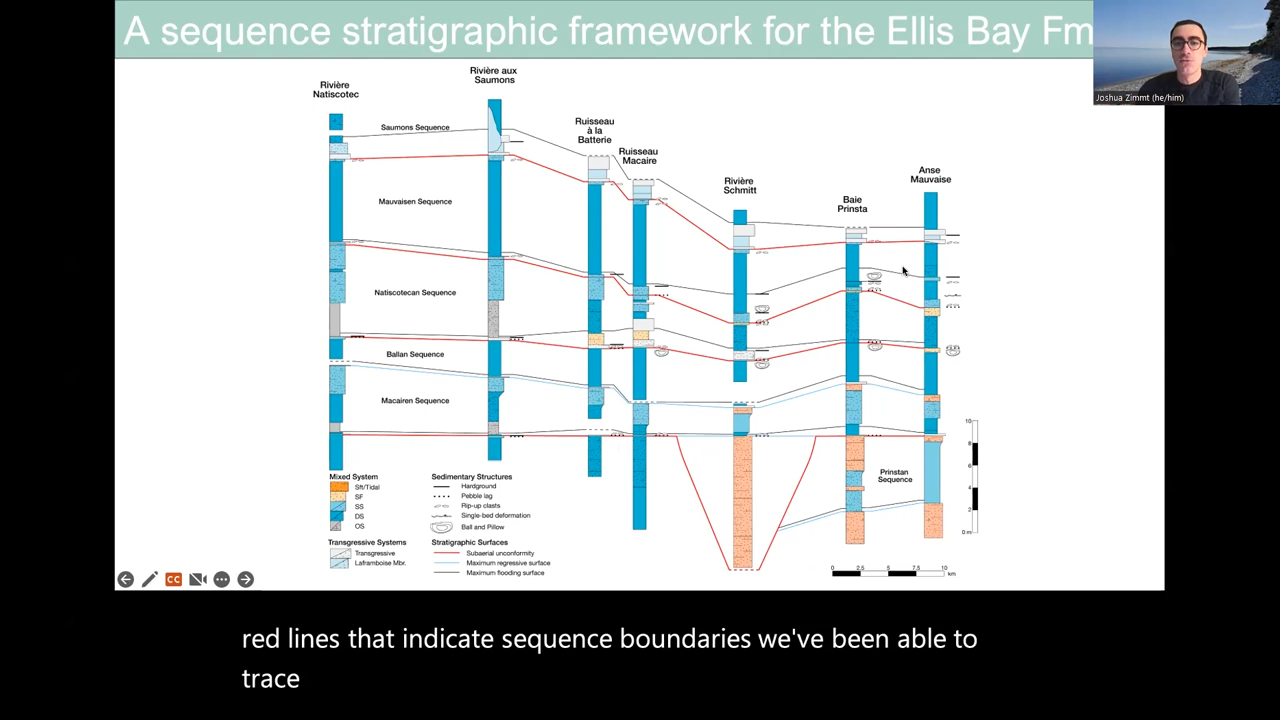 A sequence stratigraphic framework for the Ellis Bay Fm
Joshua Zimmt (he/him)
Rivière
Natiscotec
Rivière aux
Saumons
Ruisseau
à la
Batterie
Ruisseau
Macaire
Rivière
Schmitt
Baie
Prinsta
Anse
Mauvaise
Saumons Sequence
Mauvaisen Sequence
Natiscotecan Sequence
Ballan Sequence
Macairen Sequence
Prinstan
Sequence
Mixed System
Sft/Tidal
SF
SS
DS
OS
Transgressive Systems
Transgressive
Laframboise Mbr.
Sedimentary Structures
Hardground
Pebble lag
Rip-up clasts
Single-bed deformation
Ball and Pillow
Stratigraphic Surfaces
Subaerial unconformity
Maximum regressive surface
Maximum flooding surface
10
8
6
4
2
0 m
0 2.5 5 7.5 10
km
CC
red lines that indicate sequence boundaries we've been able to
trace